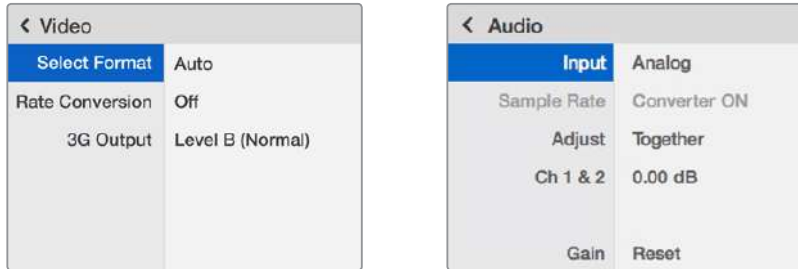 < Video
Select Format Auto
Rate Conversion Off
3G Output Level B (Normal)
< Audio
Input Analog
Sample Rate Converter ON
Adjust Together
Ch 1 & 2 0.00 dB
Gain Reset